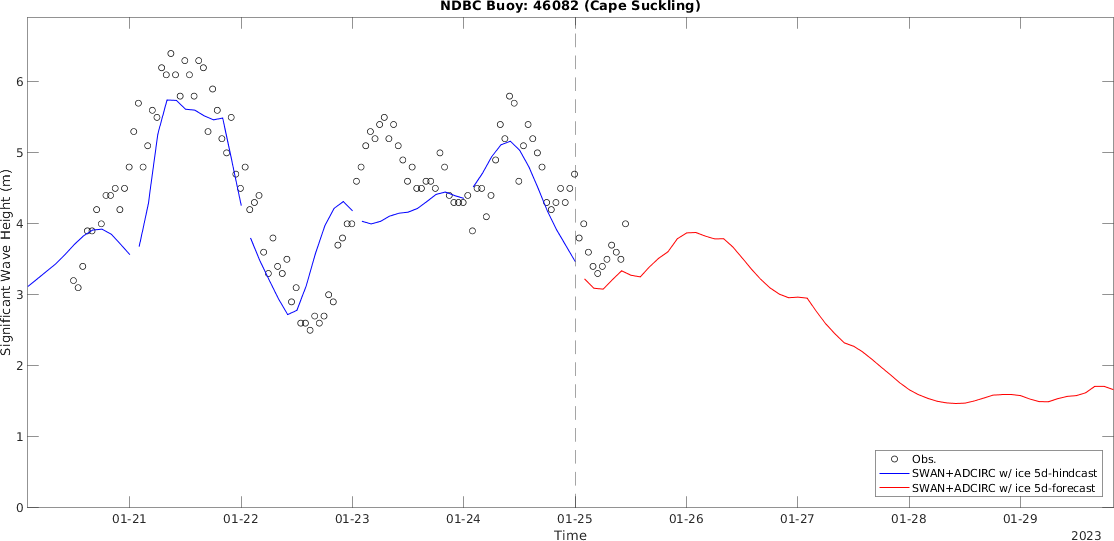 NDBC Buoy: 46082 (Cape Suckling)
Significant Wave Height (m)
6
5
4
3
2
1
0
Obs.
SWAN+ADCIRC w/ ice 5d-hindcast
SWAN+ADCIRC w/ ice 5d-forecast
01-21 01-22 01-23 01-24 01-25 01-26 01-27 01-28 01-29
Time
2023